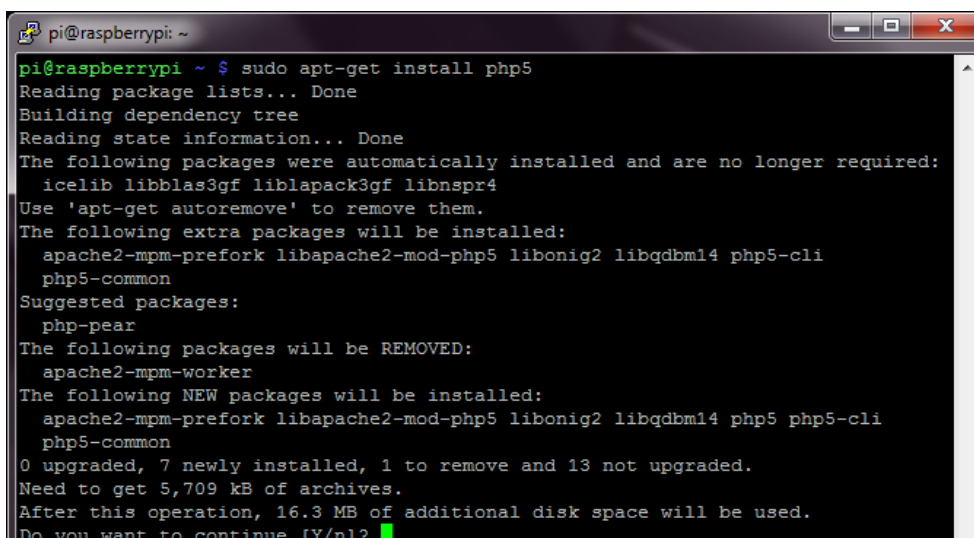 pi@raspberrypi: ~
pi@raspberrypi ~ $ sudo apt-get install php5
Reading package lists... Done
Building dependency tree
Reading state information... Done
The following packages were automatically installed and are no longer required:
  icelib libblas3gf liblapack3gf libnspr4
Use 'apt-get autoremove' to remove them.
The following extra packages will be installed:
  apache2-mpm-prefork libapache2-mod-php5 libonig2 libqdbm14 php5-cli
  php5-common
Suggested packages:
  php-pear
The following packages will be REMOVED:
  apache2-mpm-worker
The following NEW packages will be installed:
  apache2-mpm-prefork libapache2-mod-php5 libonig2 libqdbm14 php5 php5-cli
  php5-common
0 upgraded, 7 newly installed, 1 to remove and 13 not upgraded.
Need to get 5,709 kB of archives.
After this operation, 16.3 MB of additional disk space will be used.
Do you want to continue [Y/n]?